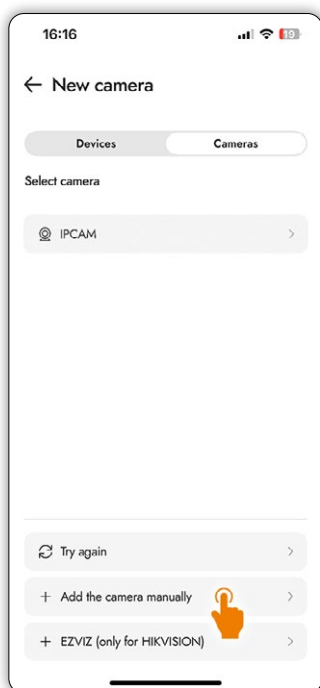 16:16
19
New camera
Devices Cameras
Select camera
IPCAM
Try again
Add the camera manually
EZVIZ (only for HIKVISION)